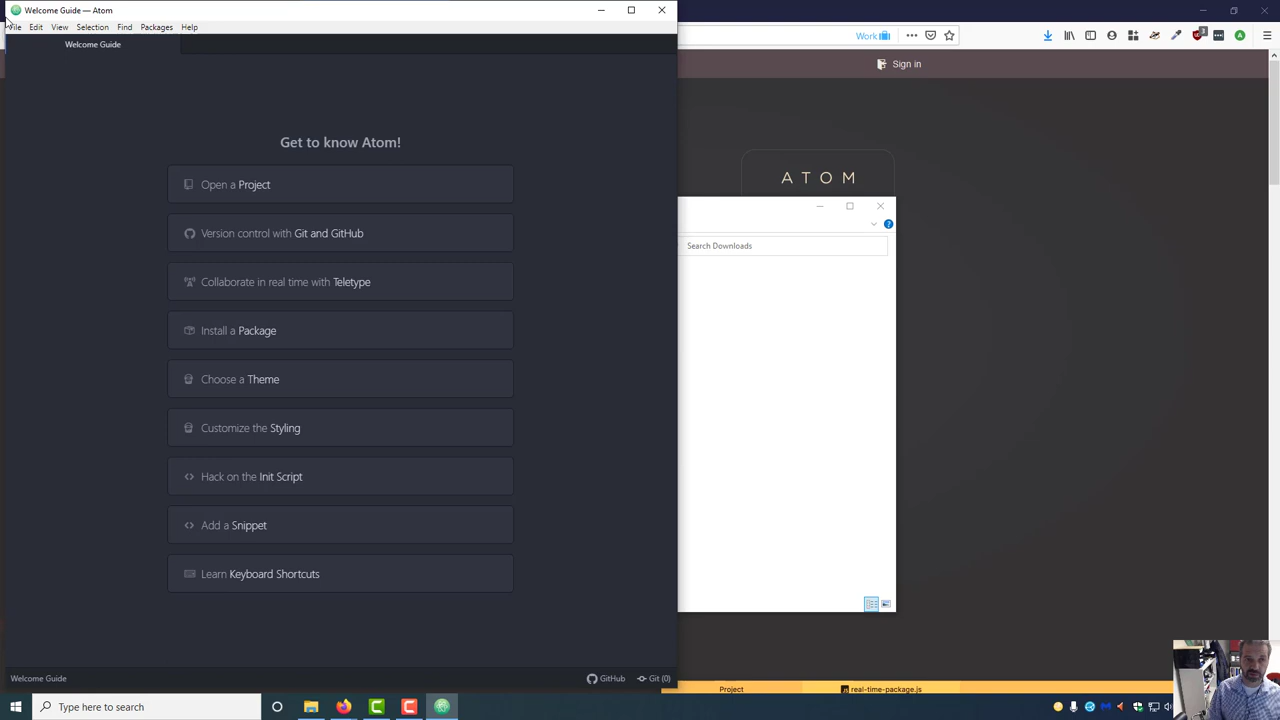 Welcome Guide — Atom
File Edit View Selection Find Packages Help
Welcome Guide
Work
Sign in
Get to know Atom!
ATOM
Open a Project
Version control with Git and GitHub
Search Downloads
Collaborate in real time with Teletype
Install a Package
Choose a Theme
Customize the Styling
Hack on the Init Script
Add a Snippet
Learn Keyboard Shortcuts
Welcome Guide
GitHub
Git (0)
Project
real-time-package.js
Type here to search